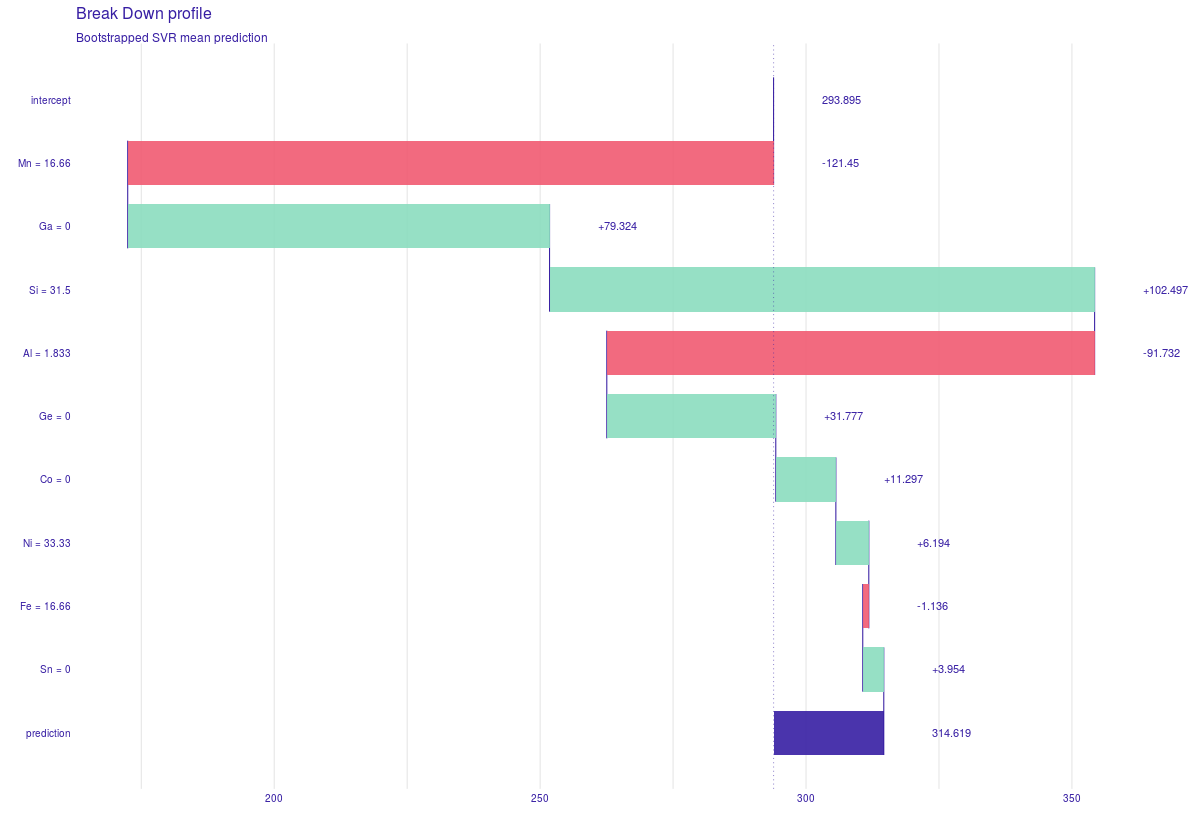 Break Down profile
Bootstrapped SVR mean prediction
intercept 293.895
Mn = 16.66 -121.45
Ga = 0 +79.324
Si = 31.5 +102.497
Al = 1.833 -91.732
Ge = 0 +31.777
Co = 0 +11.297
Ni = 33.33 +6.194
Fe = 16.66 -1.136
Sn = 0 +3.954
prediction 314.619
200 250 300 350